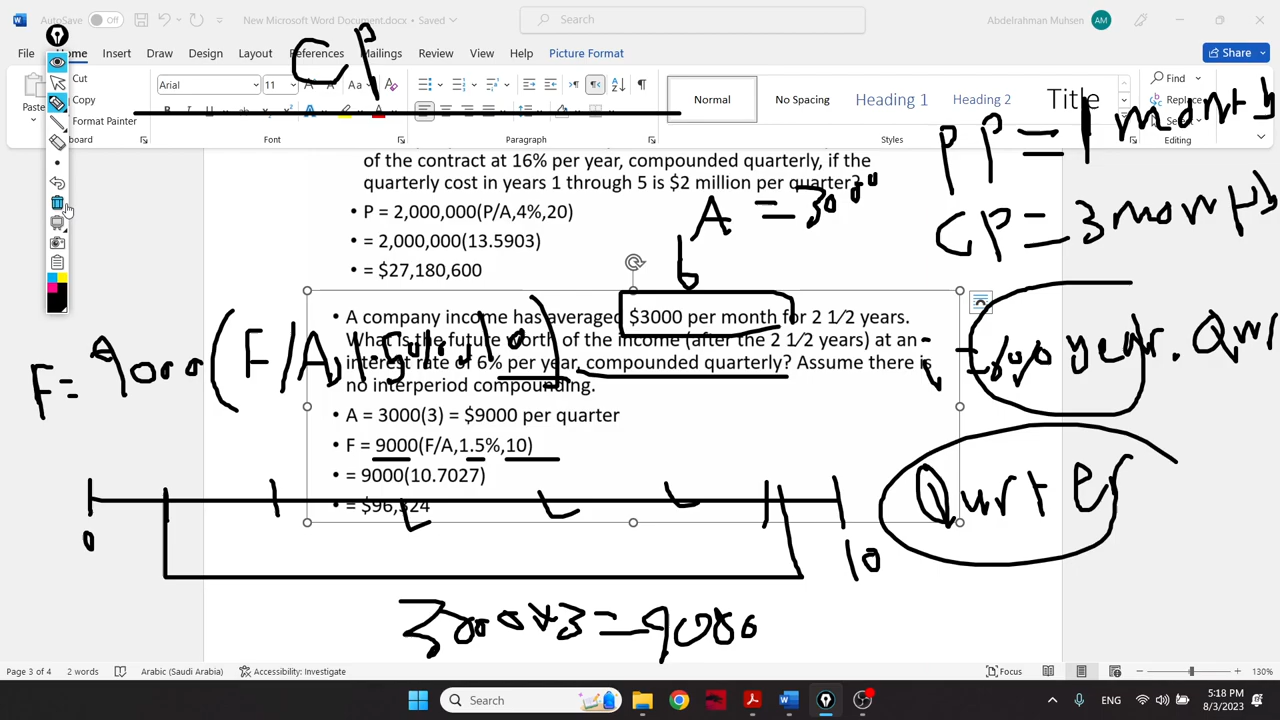 AutoSave Off New Microsoft Word Document.docx • Saved Search Abdelrahman Muhsen AM
File Home Insert Draw Design Layout References Mailings Review View Help Picture Format Share
CP
Paste Cut Copy Format Painter
Arial 11 Aa
Normal No Spacing Heading 1 Heading 2 Title
Find Replace
Font Paragraph Styles Editing
PP = 1 month
CP = 3 month
of the contract at 16% per year, compounded quarterly, if the
quarterly cost in years 1 through 5 is $2 million per quarter?
• P = 2,000,000(P/A,4%,20)
• = 2,000,000(13.5903)
• = $27,180,600
A = 3000
• A company income has averaged $3000 per month for 2 1/2 years.
What is the future worth of the income (after the 2 1/2 years) at an
interest rate of 6% per year, compounded quarterly? Assume there is
no interperiod compounding.
F = 9000 (F/A,
• A = 3000(3) = $9000 per quarter
• F = 9000(F/A,1.5%,10)
• = 9000(10.7027)
• = $96,324
Qurter
0 10
3000*3=9000
Page 3 of 4 2 words Arabic (Saudi Arabia) Accessibility: Investigate Focus 130%
Search ENG 5:18 PM
8/3/2023